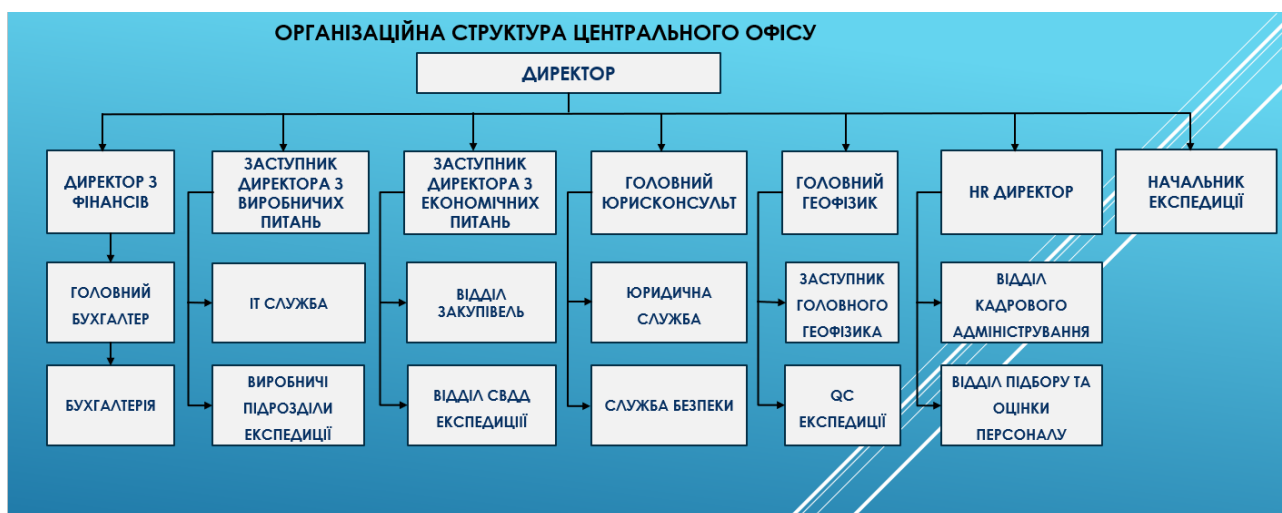 ОРГАНІЗАЦІЙНА СТРУКТУРА ЦЕНТРАЛЬНОГО ОФІСУ
ДИРЕКТОР
ДИРЕКТОР З
ФІНАНСІВ
ЗАСТУПНИК
ДИРЕКТОРА З
ВИРОБНИЧИХ
ПИТАНЬ
ЗАСТУПНИК
ДИРЕКТОРА З
ЕКОНОМІЧНИХ
ПИТАНЬ
ГОЛОВНИЙ
ЮРИСКОНСУЛЬТ
ГОЛОВНИЙ
ГЕОФІЗИК
HR ДИРЕКТОР
НАЧАЛЬНИК
ЕКСПЕДИЦІЇ
ГОЛОВНИЙ
БУХГАЛТЕР
ІТ СЛУЖБА
ВІДДІЛ
ЗАКУПІВЕЛЬ
ЮРИДИЧНА
СЛУЖБА
ЗАСТУПНИК
ГОЛОВНОГО
ГЕОФІЗИКА
ВІДДІЛ
КАДРОВОГО
АДМІНІСТРУВАННЯ
БУХГАЛТЕРІЯ
ВИРОБНИЧІ
ПІДРОЗДІЛИ
ЕКСПЕДИЦІЇ
ВІДДІЛ СВДД
ЕКСПЕДИЦІЇЇ
СЛУЖБА БЕЗПЕКИ
QC
ЕКСПЕДИЦІЇ
ВІДДІЛ ПІДБОРУ ТА
ОЦІНКИ
ПЕРСОНАЛУ